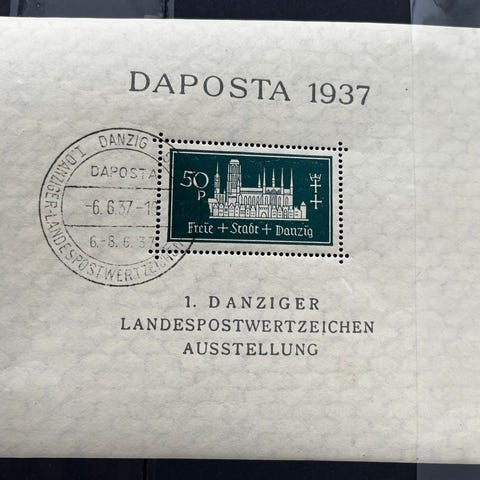 DAPOSTA 1937
I. DANZIGER-LANDESPOSTWERTZEICHEN
DANZIG
DAPOSTA
-6.6.37-1
6.-8.6.37
50
P
Freie + Stadt + Danzig
1. DANZIGER
LANDESPOSTWERTZEICHEN
AUSSTELLUNG